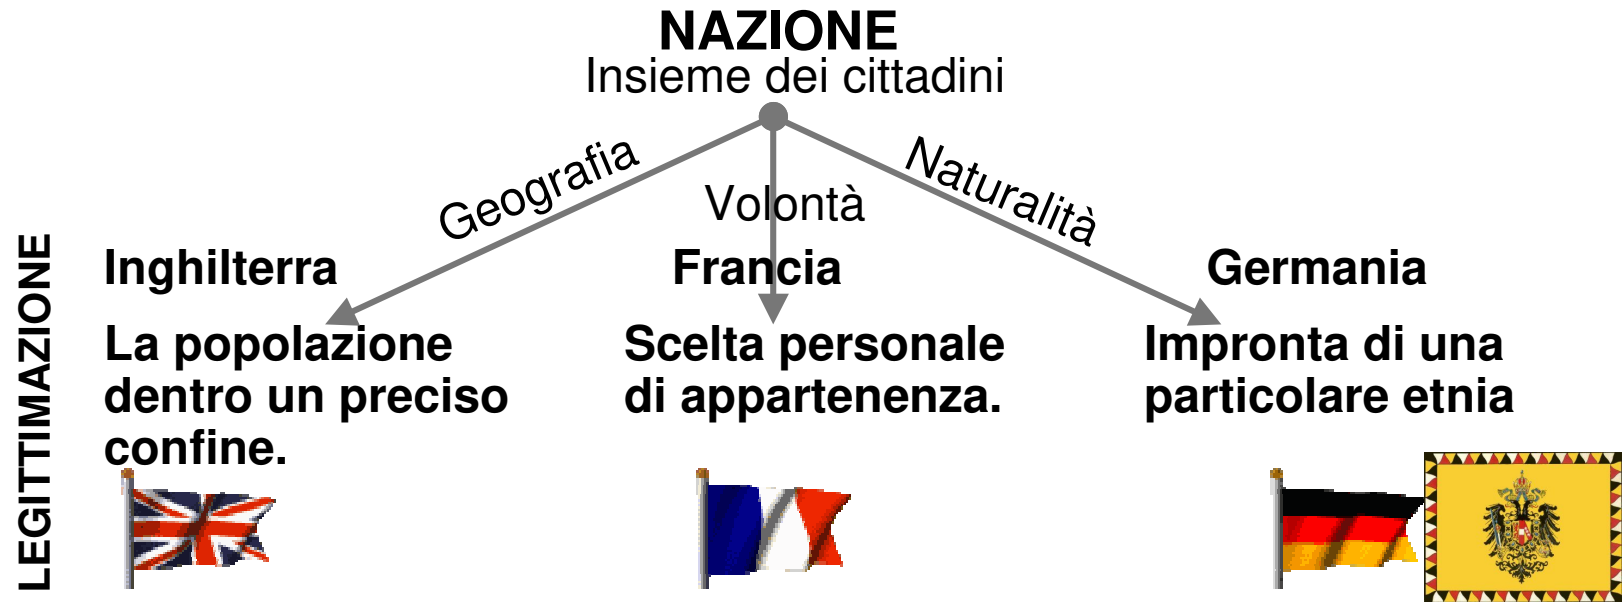 NAZIONE
Insieme dei cittadini
Geografia
Volontà
Naturalità
LEGITTIMAZIONE
Inghilterra
La popolazione
dentro un preciso
confine.
Francia
Scelta personale
di appartenenza.
Germania
Impronta di una
particolare etnia